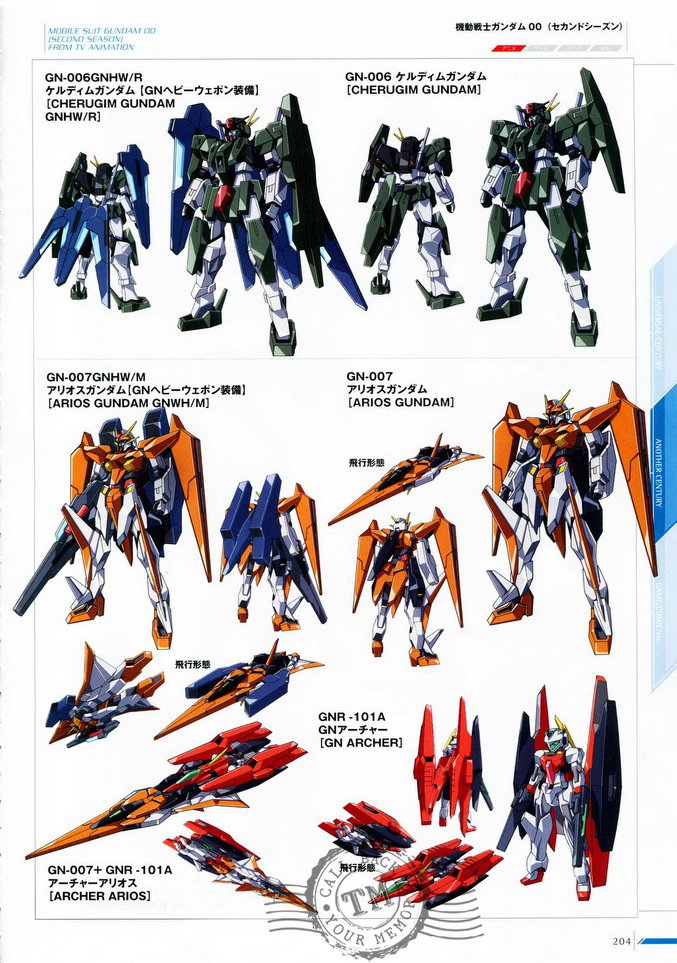 MOBILE SUIT GUNDAM 00
[SECOND SEASON]
FROM TV ANIMATION
機動戦士ガンダム 00（セカンドシーズン）
アニメ
GN-006GNHW/R
ケルディムガンダム【GNヘビーウェポン装備】
[CHERUGIM GUNDAM
GNHW/R]
GN-006 ケルディムガンダム
[CHERUGIM GUNDAM]
UNIVERSAL CENTURY
ANOTHER CENTURY
GAME/COMIC/etc
GN-007GNHW/M
アリオスガンダム【GNヘビーウェポン装備】
[ARIOS GUNDAM GNWH/M]
GN-007
アリオスガンダム
[ARIOS GUNDAM]
飛行形態
飛行形態
GNR -101A
GNアーチャー
[GN ARCHER]
飛行形態
GN-007+ GNR -101A
アーチャーアリオス
[ARCHER ARIOS]
TM
YOUR MEMORY
204